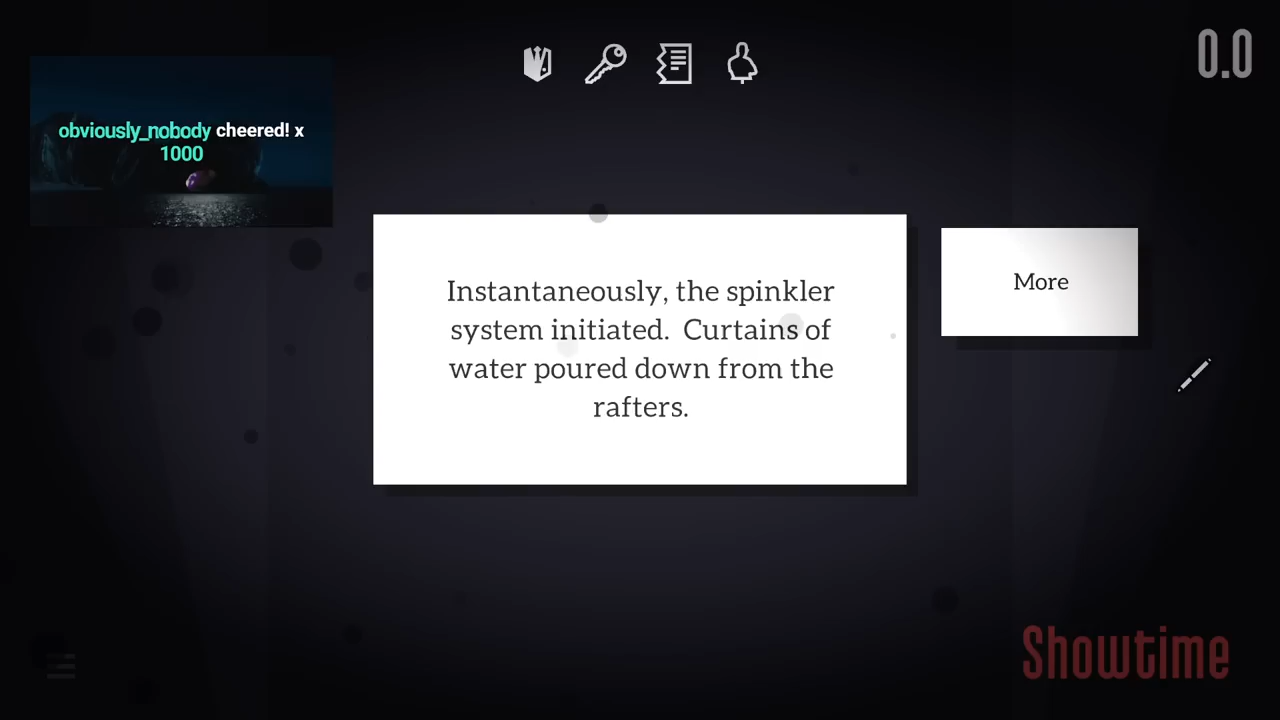 0.0
obviously_nobody cheered! x
1000
Instantaneously, the spinkler
system initiated.  Curtains of
water poured down from the
rafters.
More
Showtime